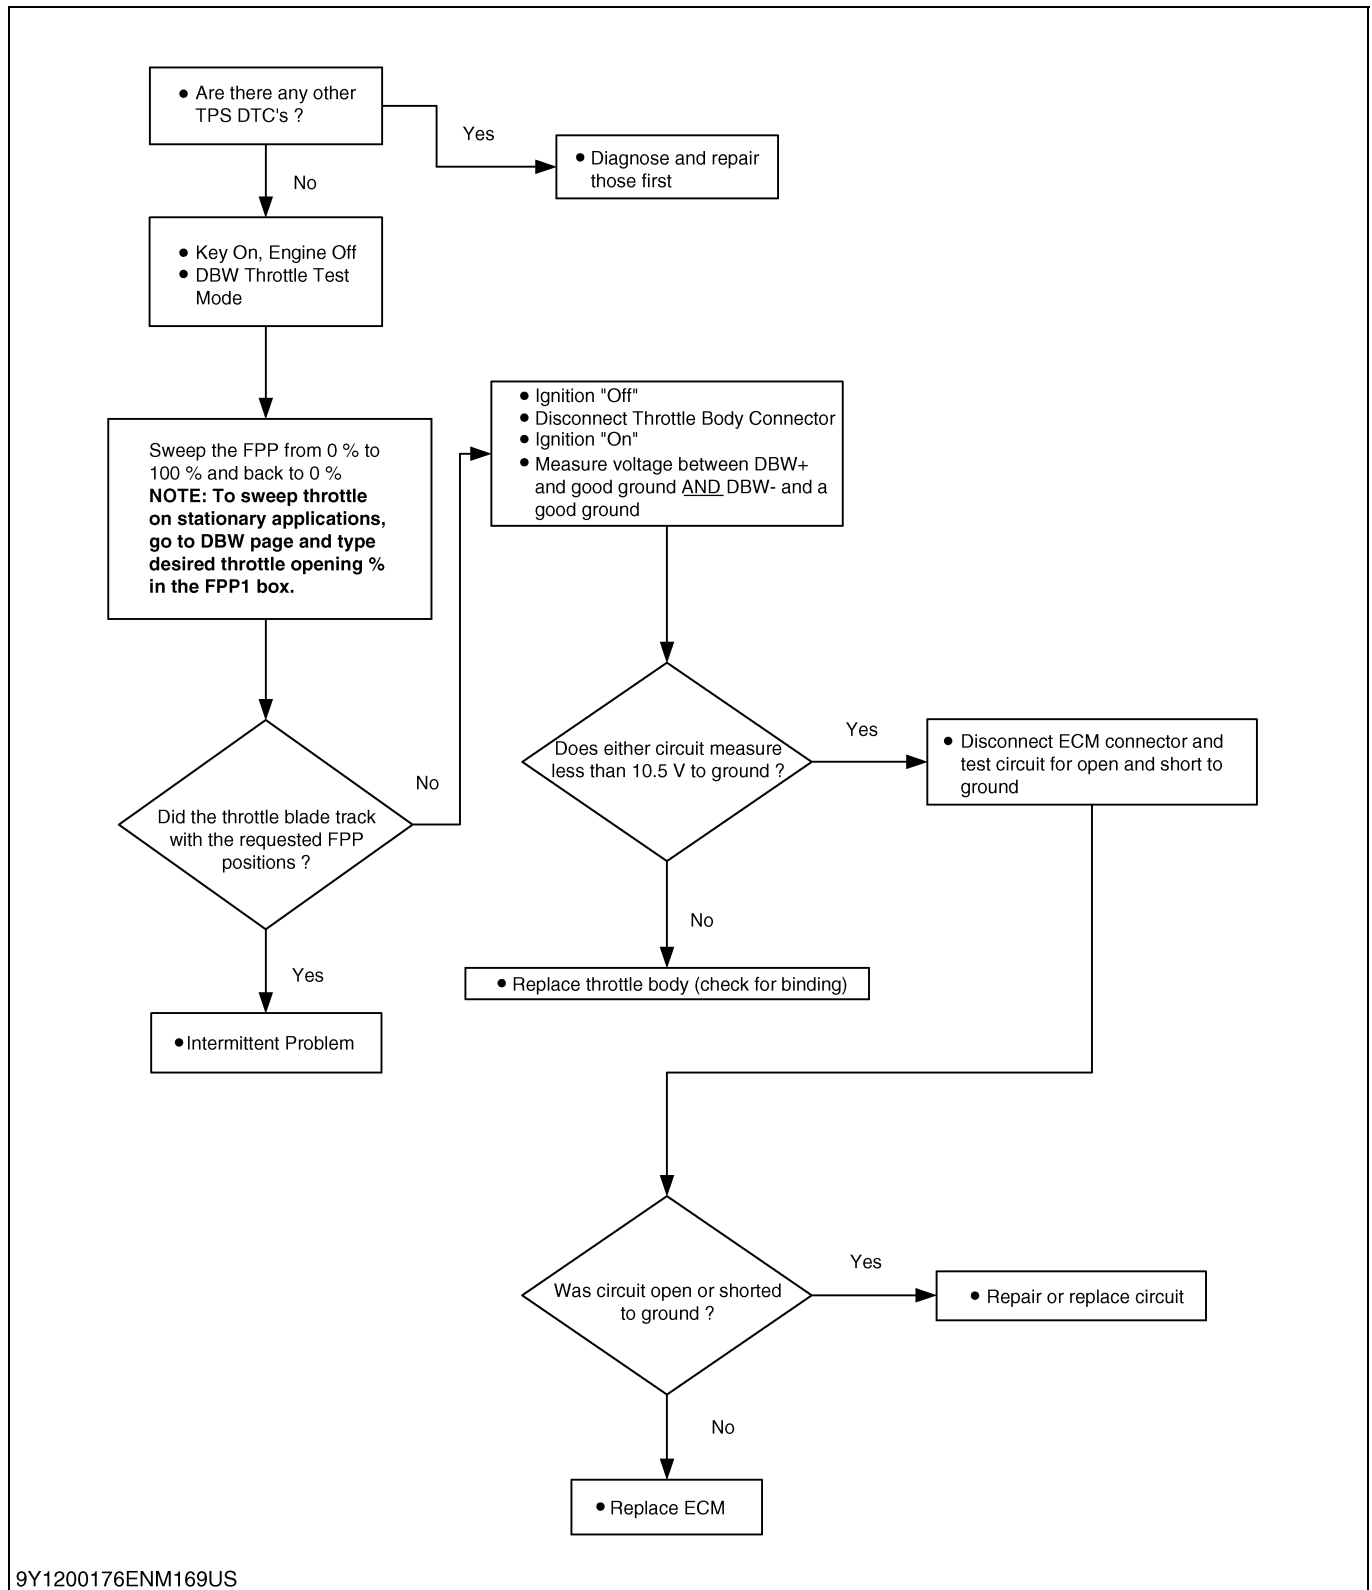 ● Are there any other
TPS DTC's ?
Yes
● Diagnose and repair
those first
No
● Key On, Engine Off
● DBW Throttle Test
Mode
Sweep the FPP from 0 % to
100 % and back to 0 %
NOTE: To sweep throttle
on stationary applications,
go to DBW page and type
desired throttle opening %
in the FPP1 box.
● Ignition "Off"
● Disconnect Throttle Body Connector
● Ignition "On"
● Measure voltage between DBW+
and good ground AND DBW- and a
good ground
Did the throttle blade track
with the requested FPP
positions ?
No
Yes
● Intermittent Problem
Does either circuit measure
less than 10.5 V to ground ?
Yes
● Disconnect ECM connector and
test circuit for open and short to
ground
No
● Replace throttle body (check for binding)
Was circuit open or shorted
to ground ?
Yes
● Repair or replace circuit
No
● Replace ECM
9Y1200176ENM169US